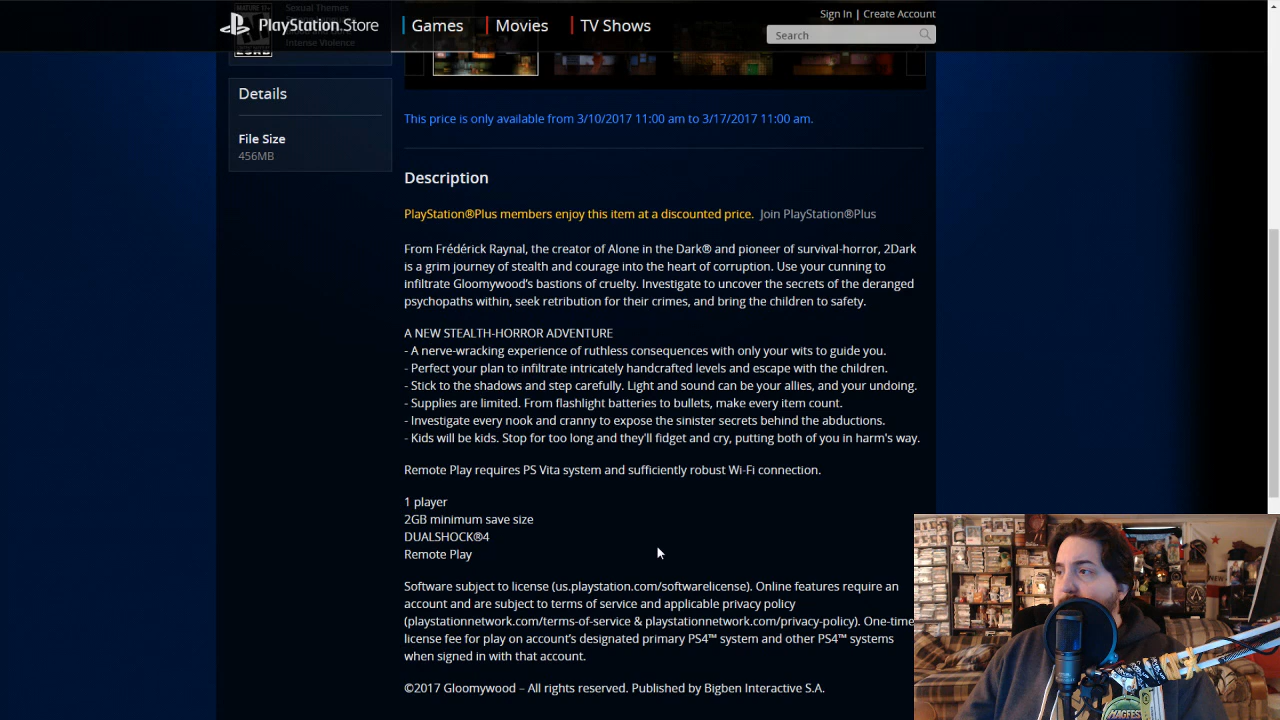 Sign In | Create Account
PlayStation Store
Games
Movies
TV Shows
Search
MATURE 17+
Sexual Themes
Intense Violence
ESRB
Details
File Size
456MB
This price is only available from 3/10/2017 11:00 am to 3/17/2017 11:00 am.
Description
PlayStation®Plus members enjoy this item at a discounted price. Join PlayStation®Plus
From Frédérick Raynal, the creator of Alone in the Dark® and pioneer of survival-horror, 2Dark
is a grim journey of stealth and courage into the heart of corruption. Use your cunning to
infiltrate Gloomywood's bastions of cruelty. Investigate to uncover the secrets of the deranged
psychopaths within, seek retribution for their crimes, and bring the children to safety.
A NEW STEALTH-HORROR ADVENTURE
- A nerve-wracking experience of ruthless consequences with only your wits to guide you.
- Perfect your plan to infiltrate intricately handcrafted levels and escape with the children.
- Stick to the shadows and step carefully. Light and sound can be your allies, and your undoing.
- Supplies are limited. From flashlight batteries to bullets, make every item count.
- Investigate every nook and cranny to expose the sinister secrets behind the abductions.
- Kids will be kids. Stop for too long and they'll fidget and cry, putting both of you in harm's way.
Remote Play requires PS Vita system and sufficiently robust Wi-Fi connection.
1 player
2GB minimum save size
DUALSHOCK®4
Remote Play
Software subject to license (us.playstation.com/softwarelicense). Online features require an
account and are subject to terms of service and applicable privacy policy
(playstationnetwork.com/terms-of-service & playstationnetwork.com/privacy-policy). One-time
license fee for play on account's designated primary PS4™ system and other PS4™ systems
when signed in with that account.
©2017 Gloomywood – All rights reserved. Published by Bigben Interactive S.A.
MAGFEST